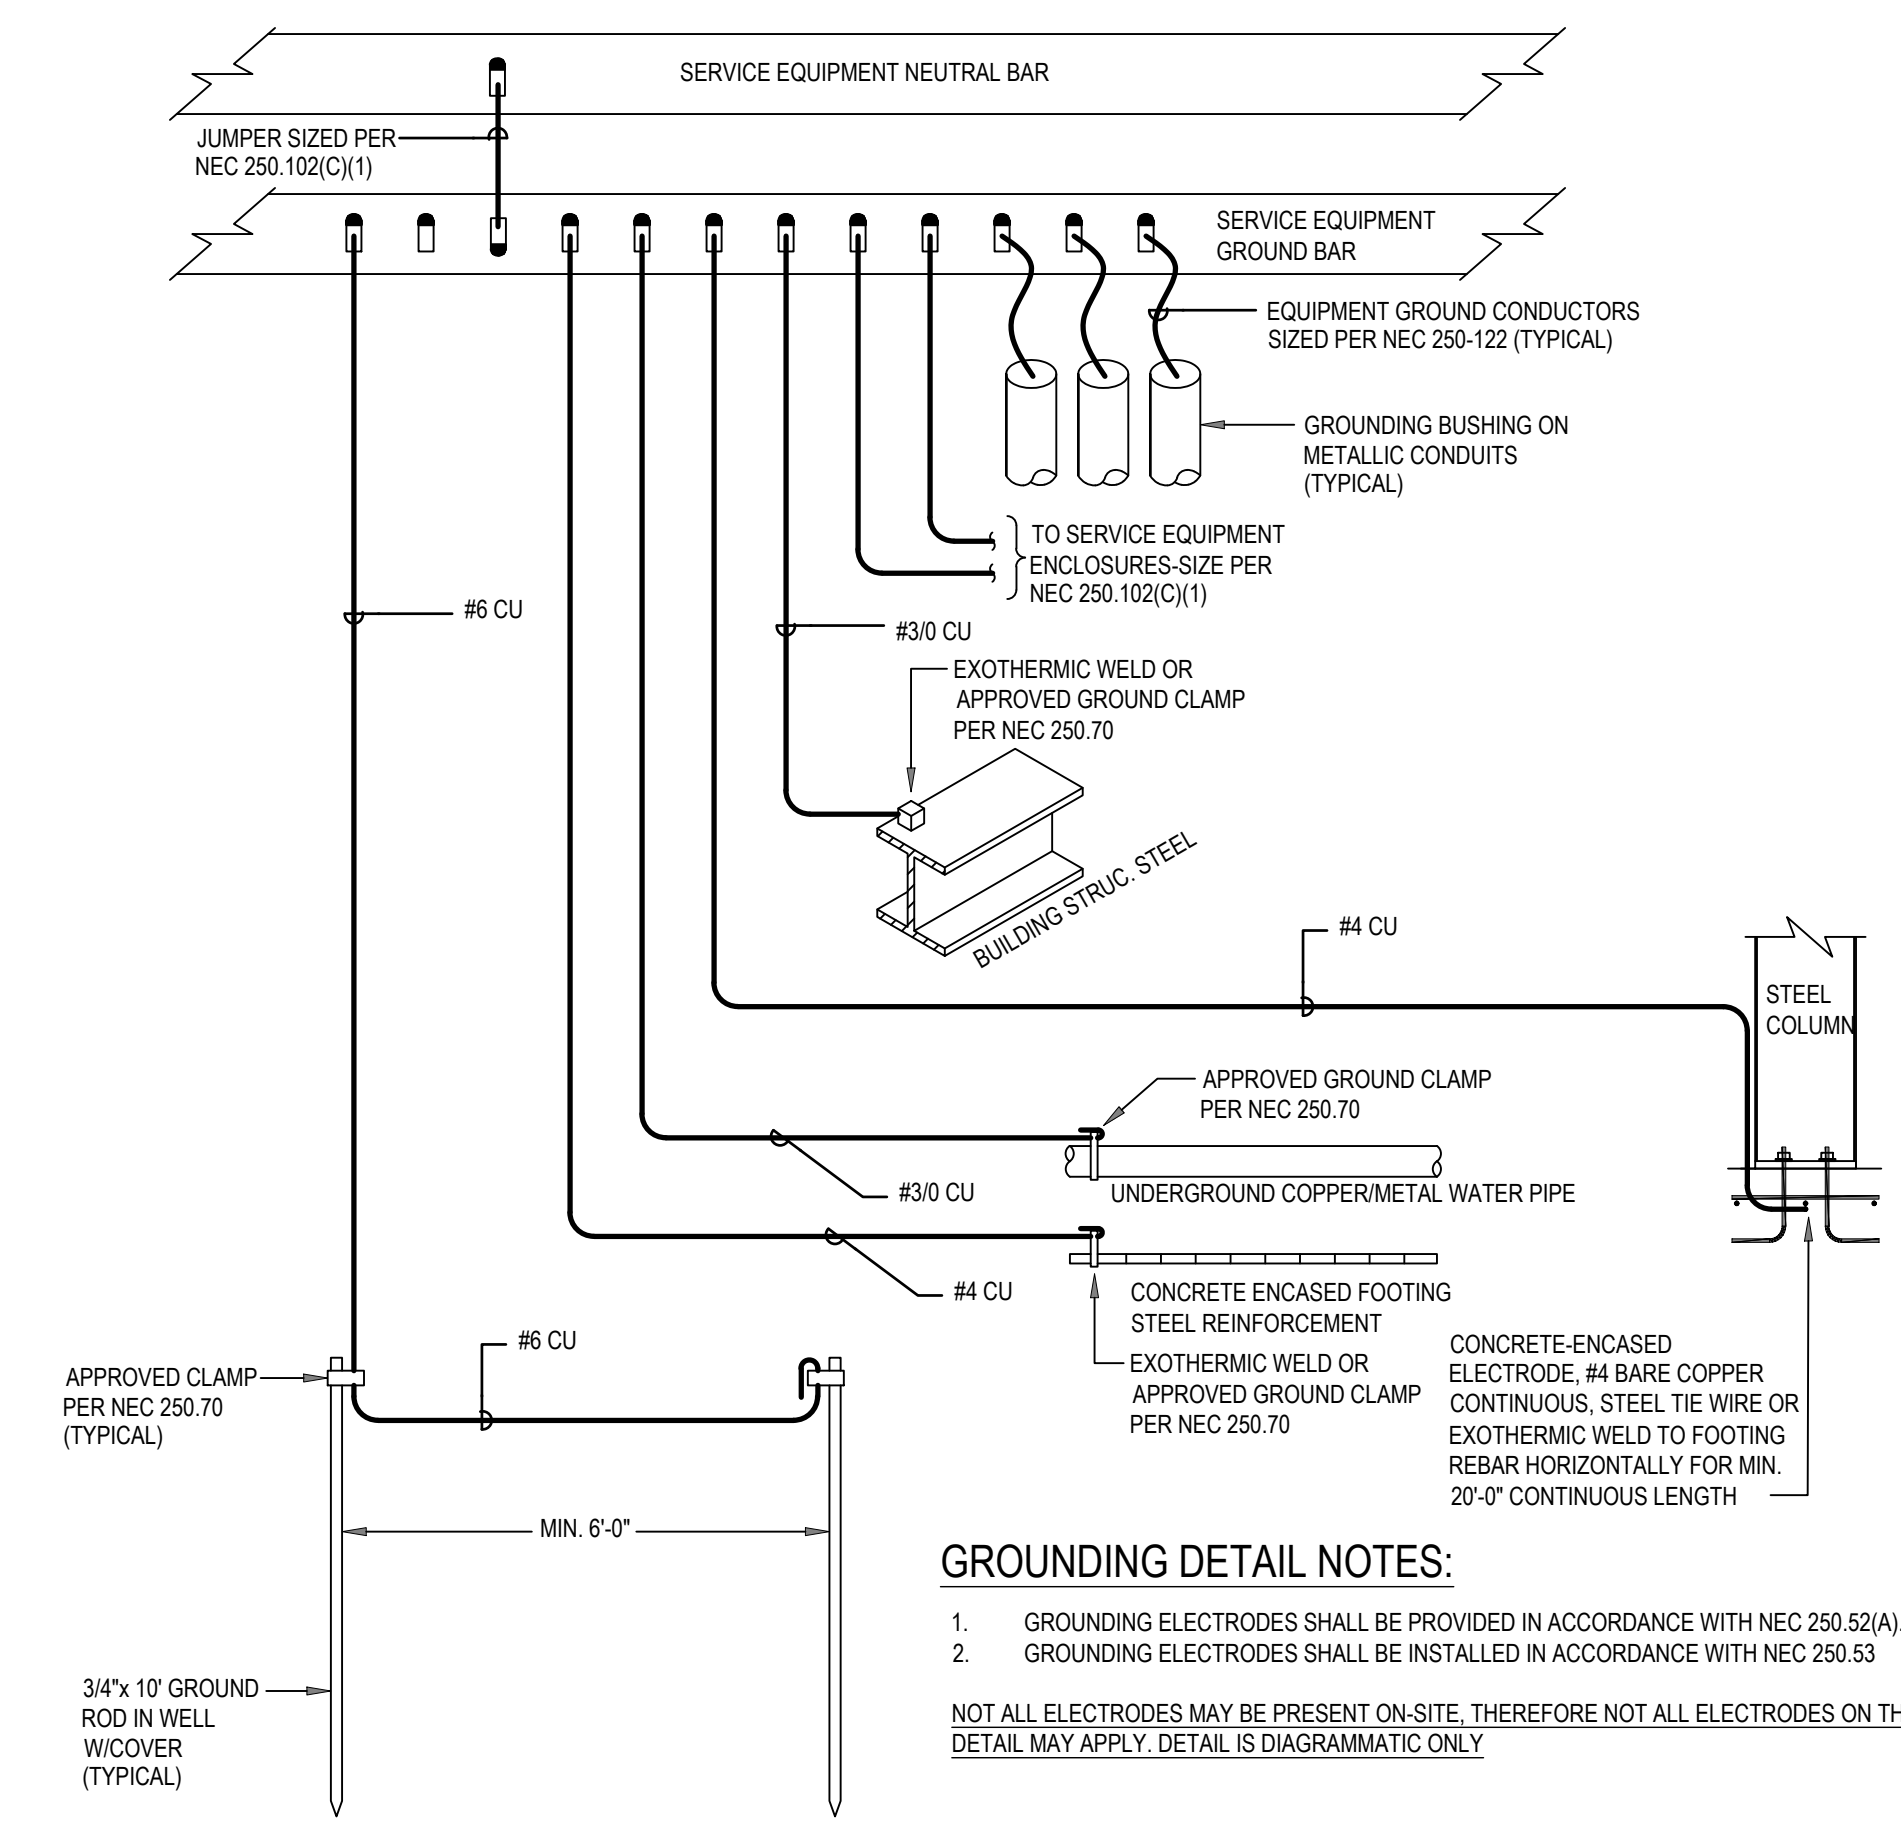 SERVICE EQUIPMENT NEUTRAL BAR
JUMPER SIZED PER
NEC 250.102(C)(1)
SERVICE EQUIPMENT
GROUND BAR
EQUIPMENT GROUND CONDUCTORS
SIZED PER NEC 250-122 (TYPICAL)
GROUNDING BUSHING ON
METALLIC CONDUITS
(TYPICAL)
TO SERVICE EQUIPMENT
ENCLOSURES-SIZE PER
NEC 250.102(C)(1)
#6 CU
#3/0 CU
EXOTHERMIC WELD OR
APPROVED GROUND CLAMP
PER NEC 250.70
BUILDING STRUC. STEEL
#4 CU
STEEL
COLUMN
APPROVED GROUND CLAMP
PER NEC 250.70
#3/0 CU
UNDERGROUND COPPER/METAL WATER PIPE
#4 CU
CONCRETE ENCASED FOOTING
STEEL REINFORCEMENT
EXOTHERMIC WELD OR
APPROVED GROUND CLAMP
PER NEC 250.70
CONCRETE-ENCASED
ELECTRODE, #4 BARE COPPER
CONTINUOUS, STEEL TIE WIRE OR
EXOTHERMIC WELD TO FOOTING
REBAR HORIZONTALLY FOR MIN.
20'-0" CONTINUOUS LENGTH
#6 CU
APPROVED CLAMP
PER NEC 250.70
(TYPICAL)
MIN. 6'-0"
3/4"x 10' GROUND
ROD IN WELL
W/COVER
(TYPICAL)
GROUNDING DETAIL NOTES:
1. GROUNDING ELECTRODES SHALL BE PROVIDED IN ACCORDANCE WITH NEC 250.52(A).
2. GROUNDING ELECTRODES SHALL BE INSTALLED IN ACCORDANCE WITH NEC 250.53
NOT ALL ELECTRODES MAY BE PRESENT ON-SITE, THEREFORE NOT ALL ELECTRODES ON TH
DETAIL MAY APPLY. DETAIL IS DIAGRAMMATIC ONLY